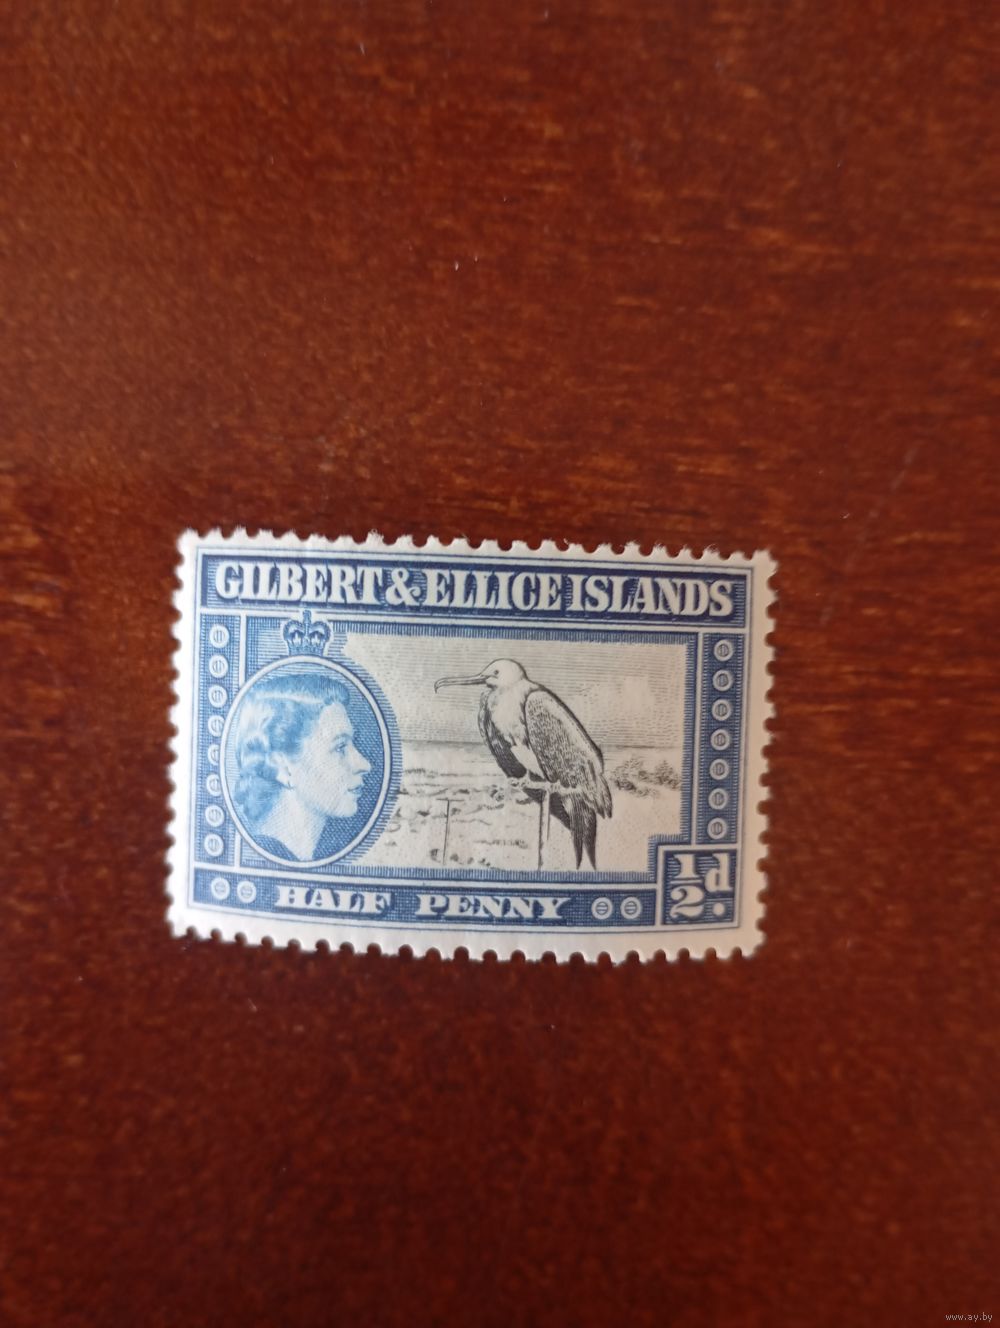 GILBERT & ELLICE ISLANDS
HALF PENNY
1/2d.
www.ay.by